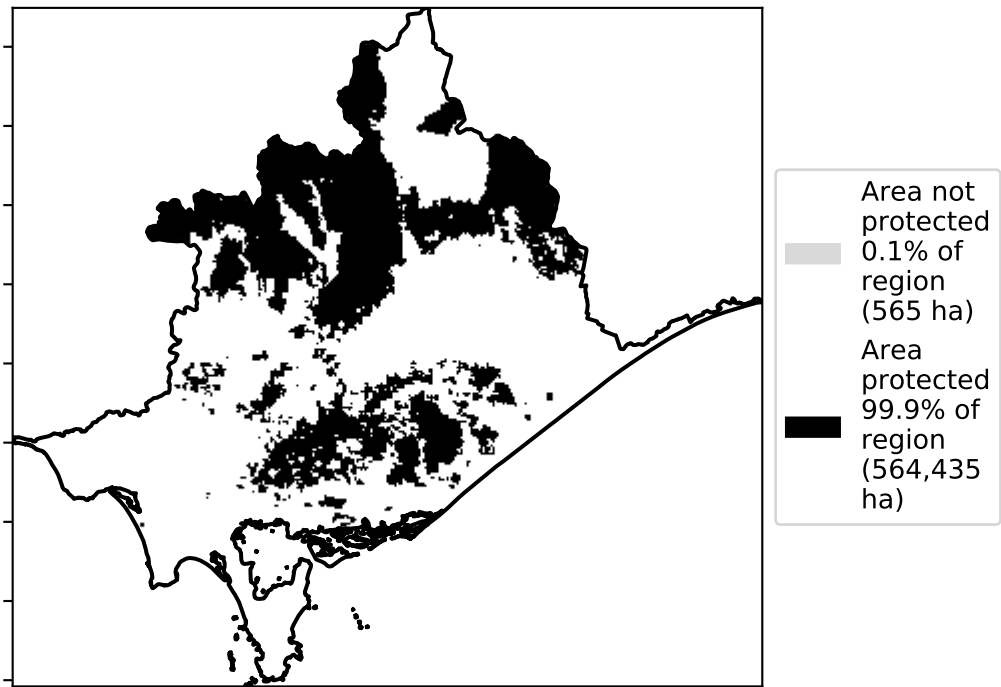 Area not
protected
0.1% of
region
(565 ha)
Area
protected
99.9% of
region
(564,435
ha)